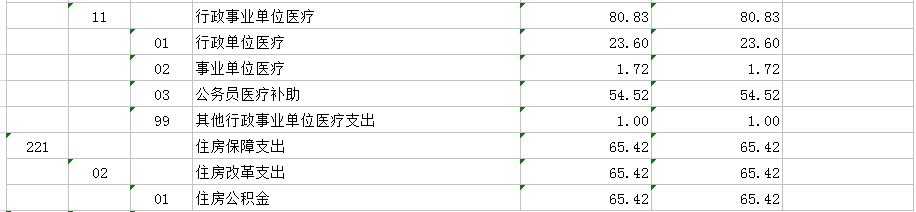 11 行政事业单位医疗 80.83 80.83
01 行政单位医疗 23.60 23.60
02 事业单位医疗 1.72 1.72
03 公务员医疗补助 54.52 54.52
99 其他行政事业单位医疗支出 1.00 1.00
221 住房保障支出 65.42 65.42
02 住房改革支出 65.42 65.42
01 住房公积金 65.42 65.42